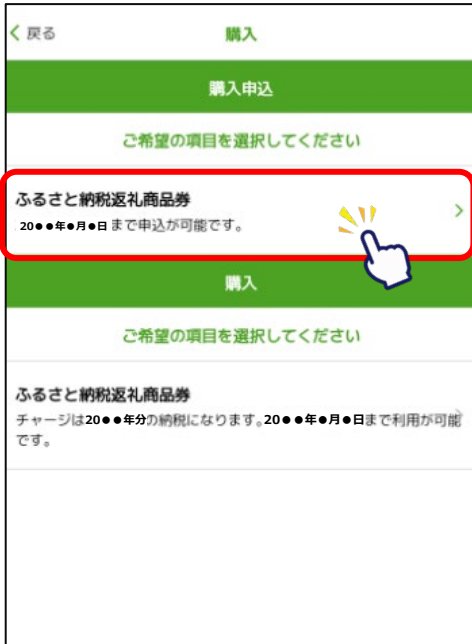 戻る
購入
購入申込
ご希望の項目を選択してください
ふるさと納税返礼商品券
20●●年●月●日まで申込が可能です。
購入
ご希望の項目を選択してください
ふるさと納税返礼商品券
チャージは20●●年分の納税になります。20●●年●月●日まで利用が可能
です。